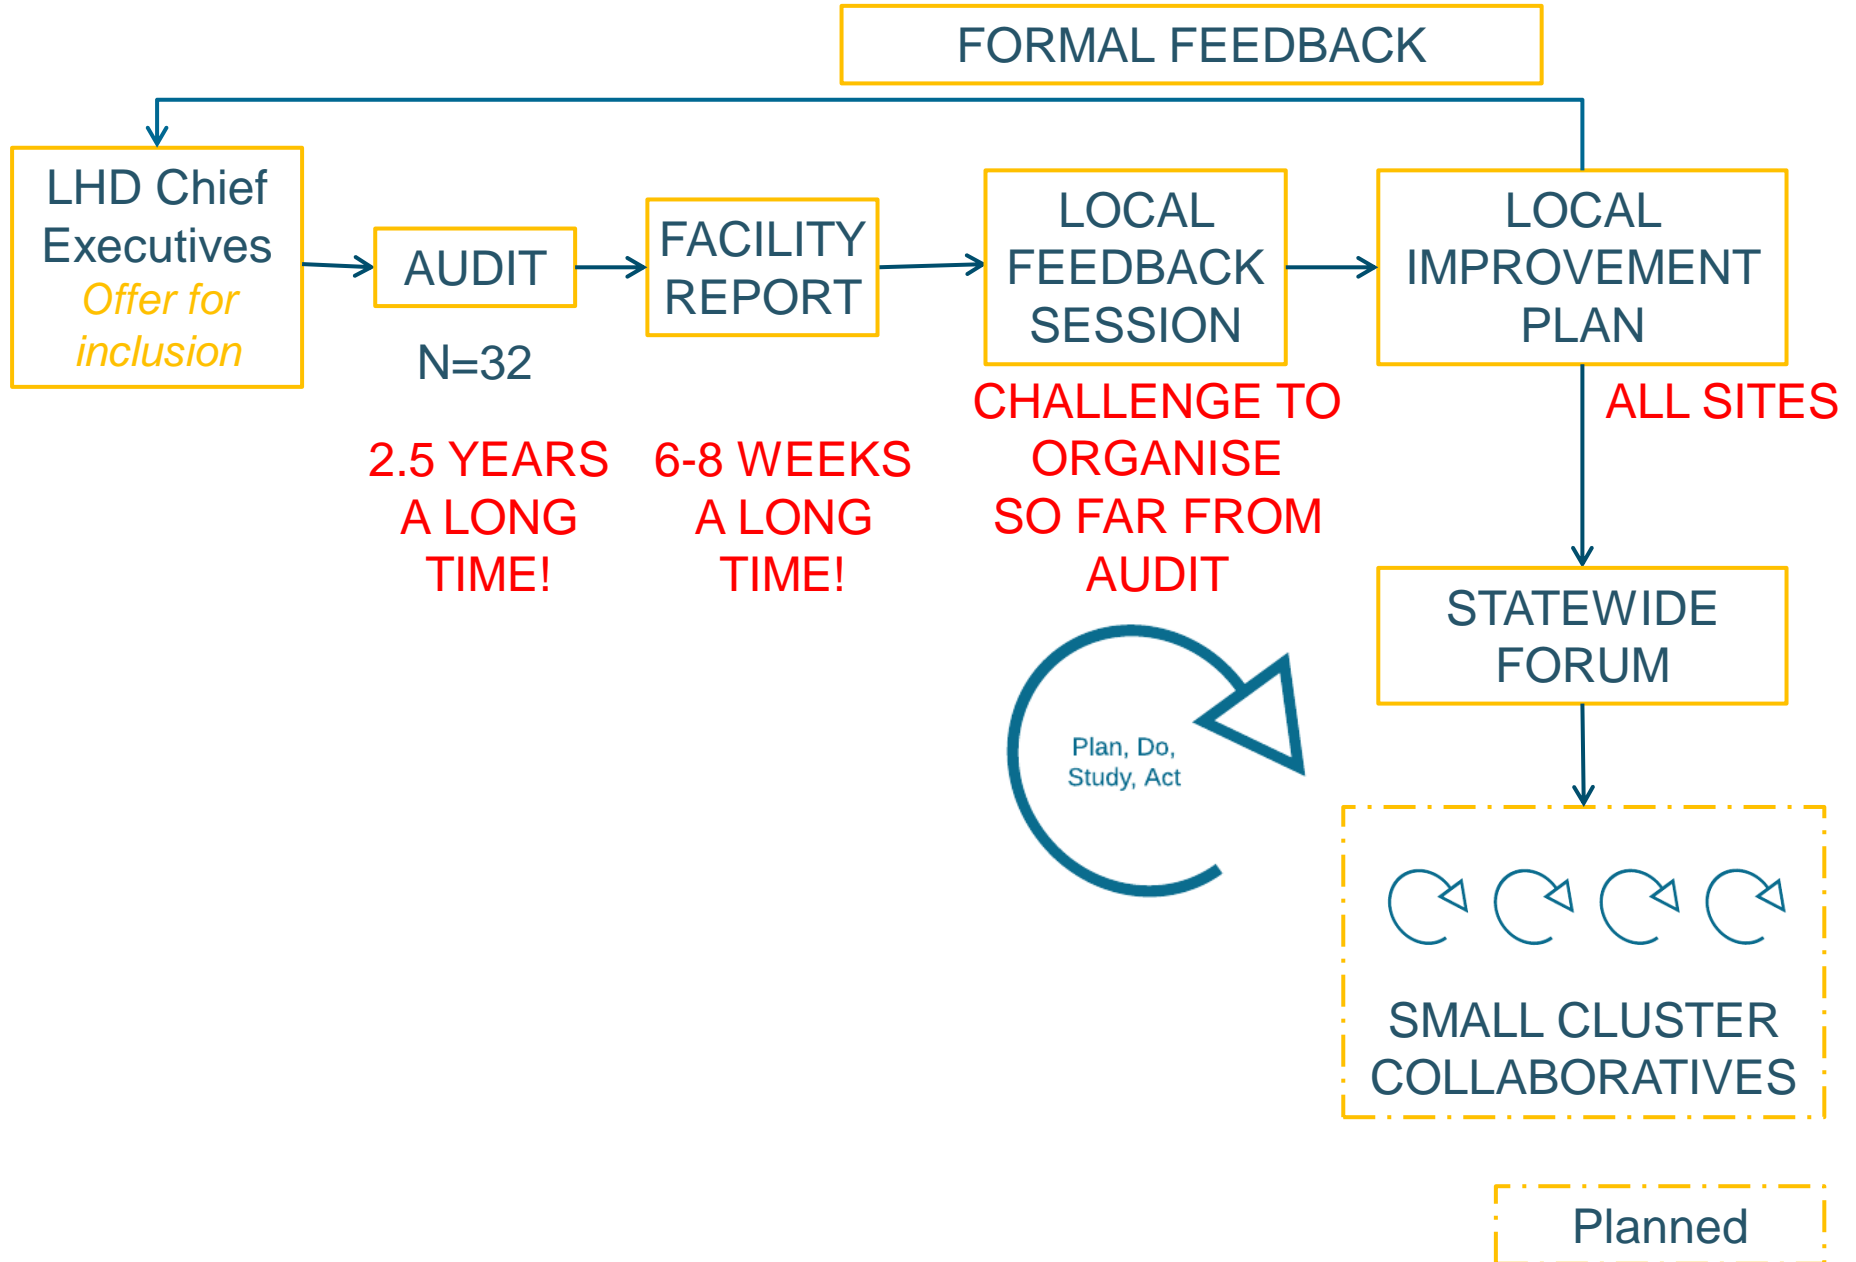 FORMAL FEEDBACK
LHD Chief
Executives
Offer for
inclusion
AUDIT
N=32
2.5 YEARS
A LONG
TIME!
FACILITY
REPORT
6-8 WEEKS
A LONG
TIME!
LOCAL
FEEDBACK
SESSION
CHALLENGE TO
ORGANISE
SO FAR FROM
AUDIT
LOCAL
IMPROVEMENT
PLAN
ALL SITES
Plan, Do,
Study, Act
STATEWIDE
FORUM
SMALL CLUSTER
COLLABORATIVES
Planned